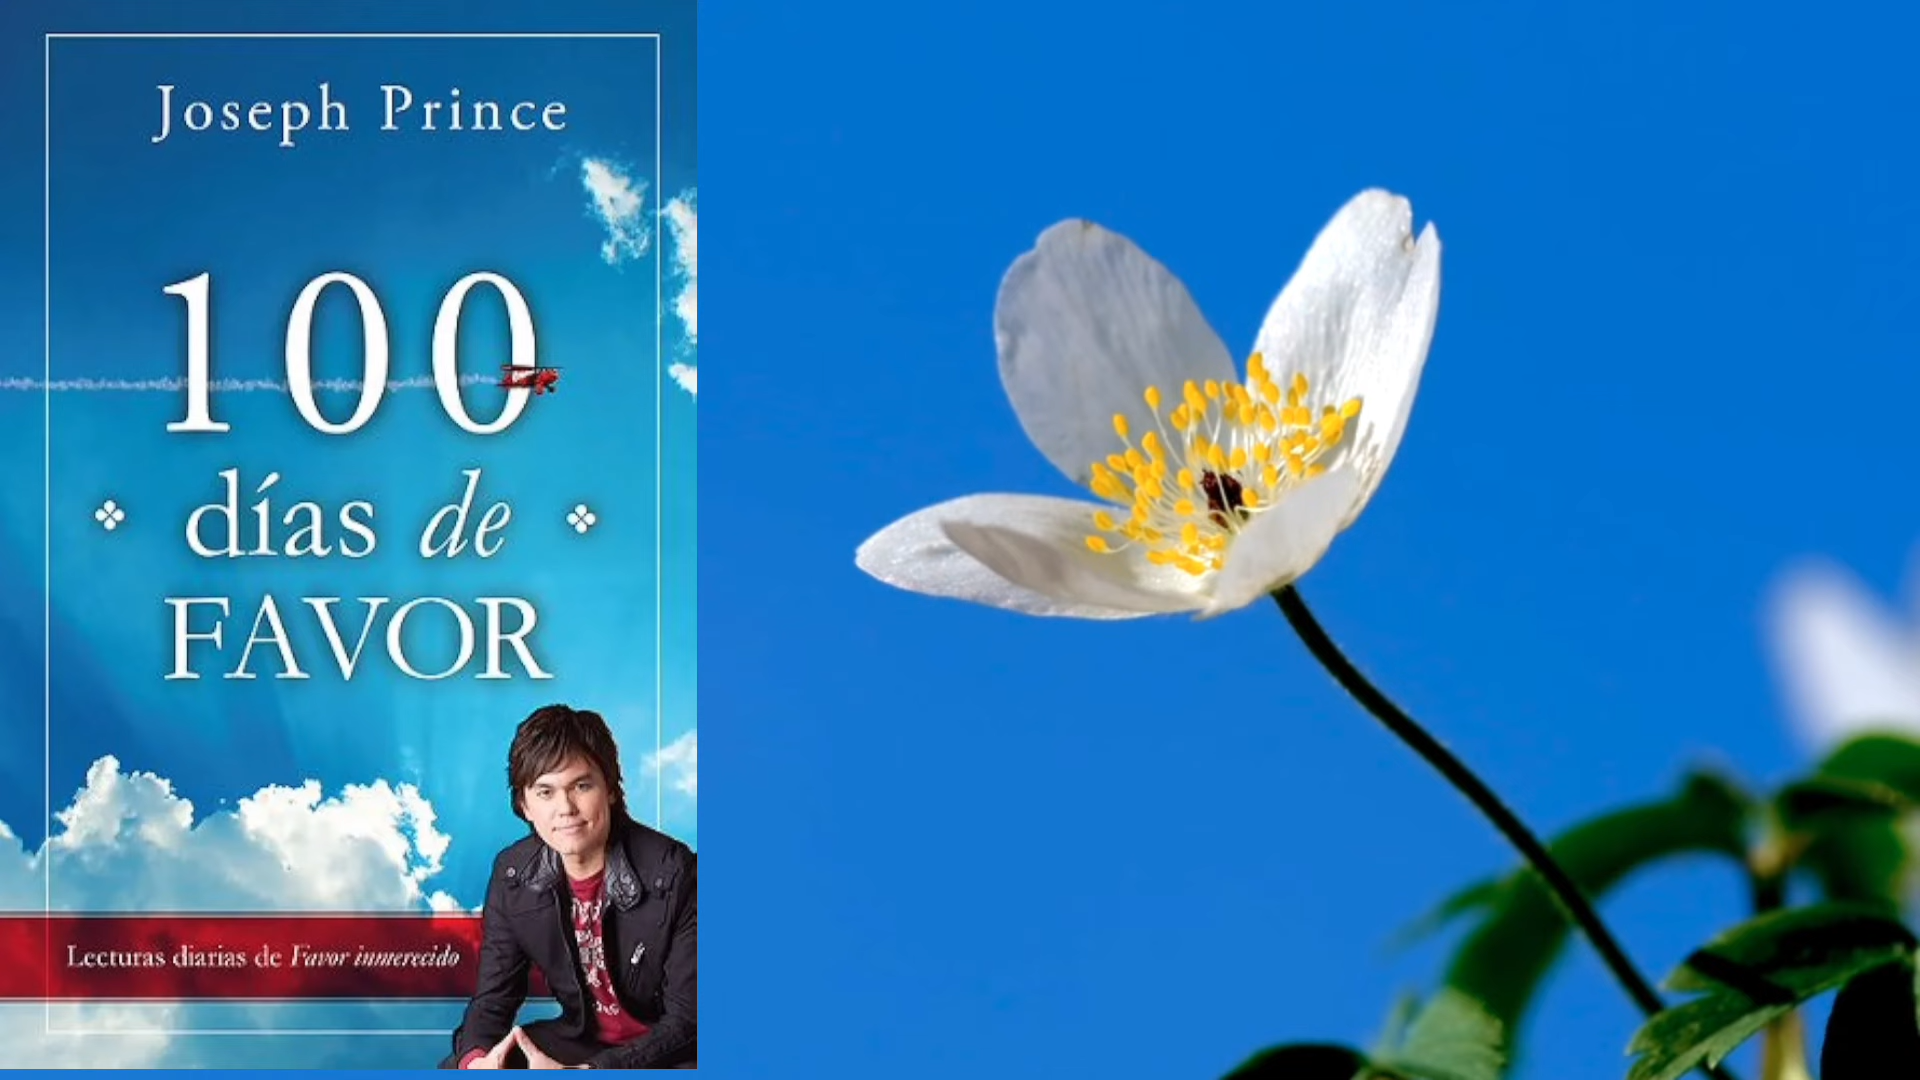 Joseph Prince
100
días de
FAVOR
Lecturas diarias de Favor inmerecido